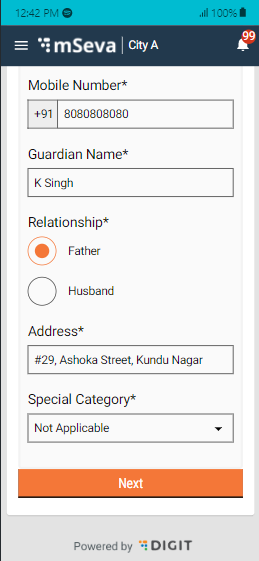 12:42 PM 100%
mSeva City A 99
Mobile Number*
+91 8080808080
Guardian Name*
K Singh
Relationship*
Father
Husband
Address*
#29, Ashoka Street, Kundu Nagar
Special Category*
Not Applicable
Next
Powered by DIGIT